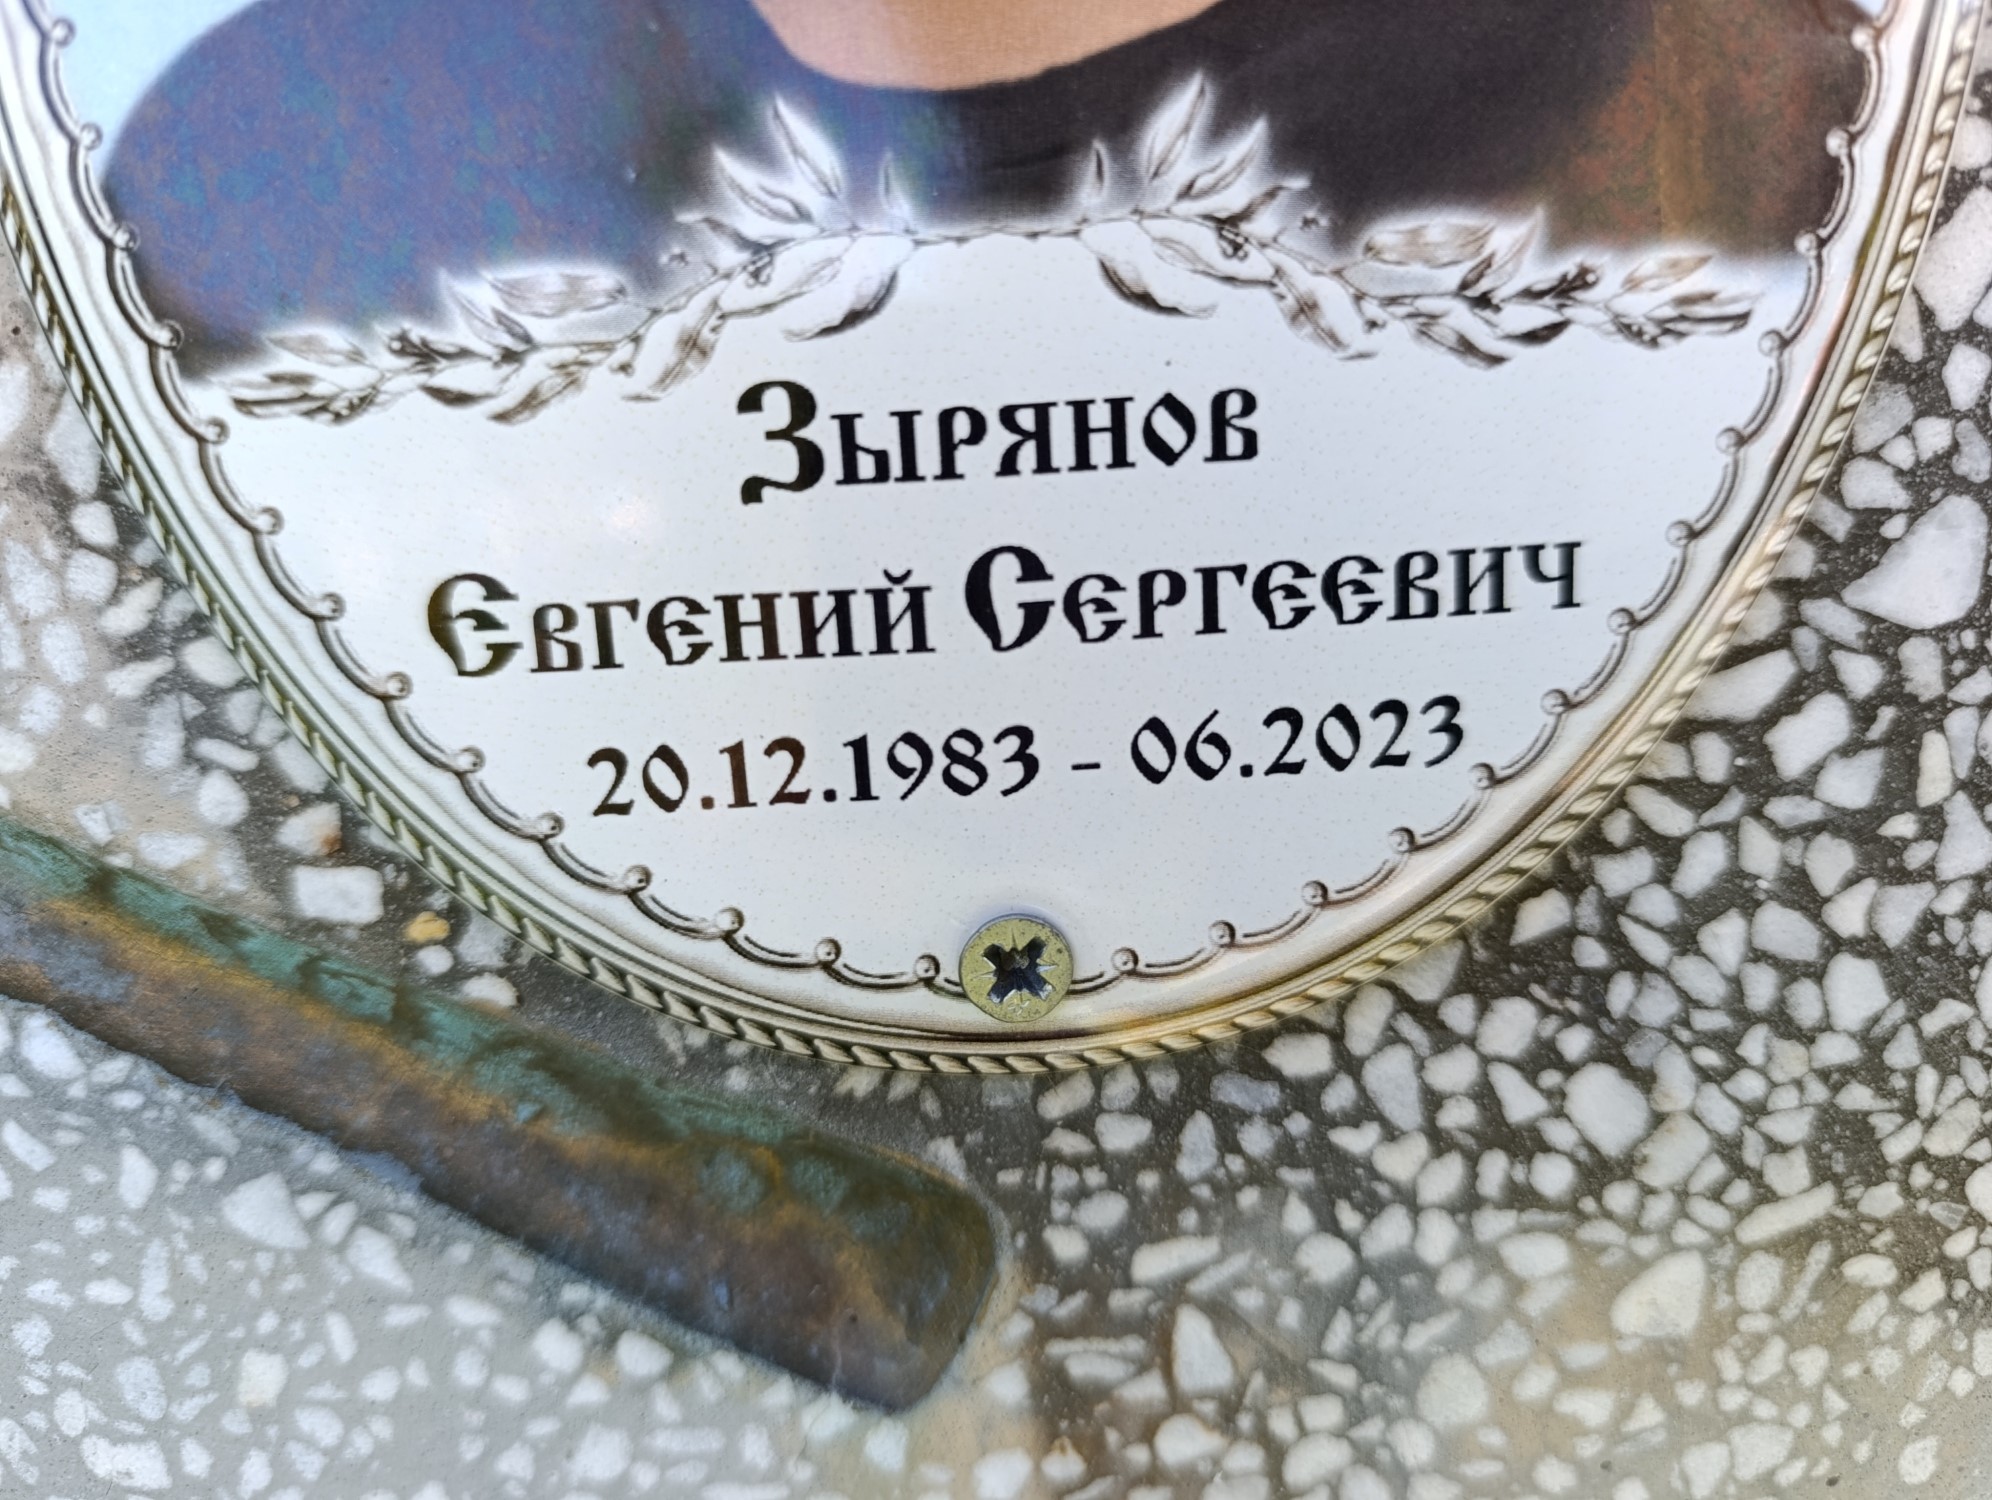 Зырянов
Евгений Сергеевич
20.12.1983 - 06.2023